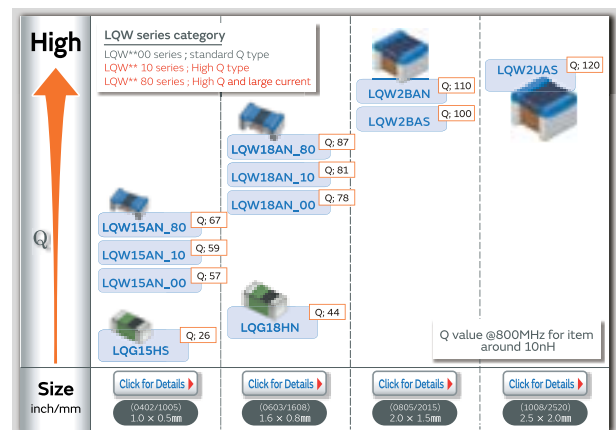 High
LQW series category
LQW**00 series ; standard Q type
LQW** 10 series ; High Q type
LQW** 80 series ; High Q and large current
LQW2BAN Q; 110
LQW2BAS Q; 100
LQW2UAS Q; 120
LQW18AN_80 Q; 87
LQW18AN_10 Q; 81
LQW18AN_00 Q; 78
LQW15AN_80 Q; 67
LQW15AN_10 Q; 59
LQW15AN_00 Q; 57
Q
LQG18HN Q; 44
LQG15HS Q; 26
Q value @800MHz for item
around 10nH
Size
inch/mm
Click for Details
(0402/1005)
1.0 × 0.5mm
Click for Details
(0603/1608)
1.6 × 0.8mm
Click for Details
(0805/2015)
2.0 × 1.5mm
Click for Details
(1008/2520)
2.5 × 2.0mm